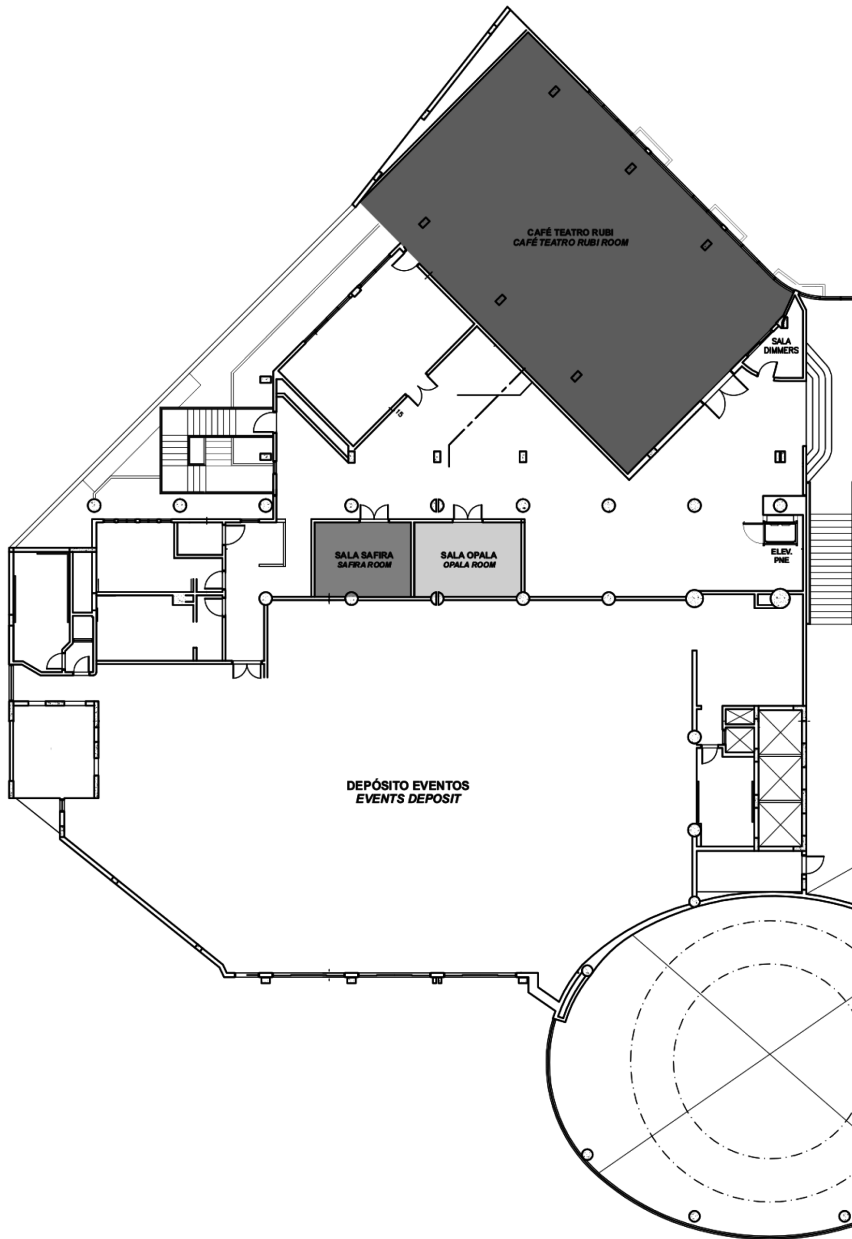 CAFÉ TEATRO RUBI
CAFÉ TEATRO RUBI ROOM
SALA
DIMMERS
15
SALA SAFIRA
SAFIRA ROOM
SALA OPALA
OPALA ROOM
ELEV.
PNE
DEPÓSITO EVENTOS
EVENTS DEPOSIT